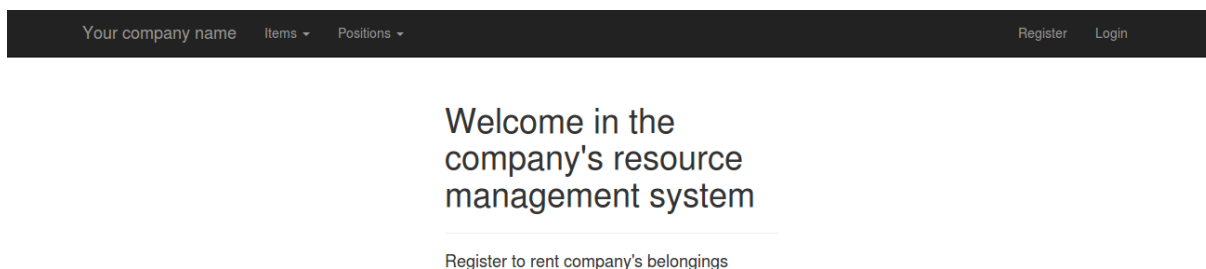 Your company name Items Positions Register Login
Welcome in the
company's resource
management system
Register to rent company's belongings